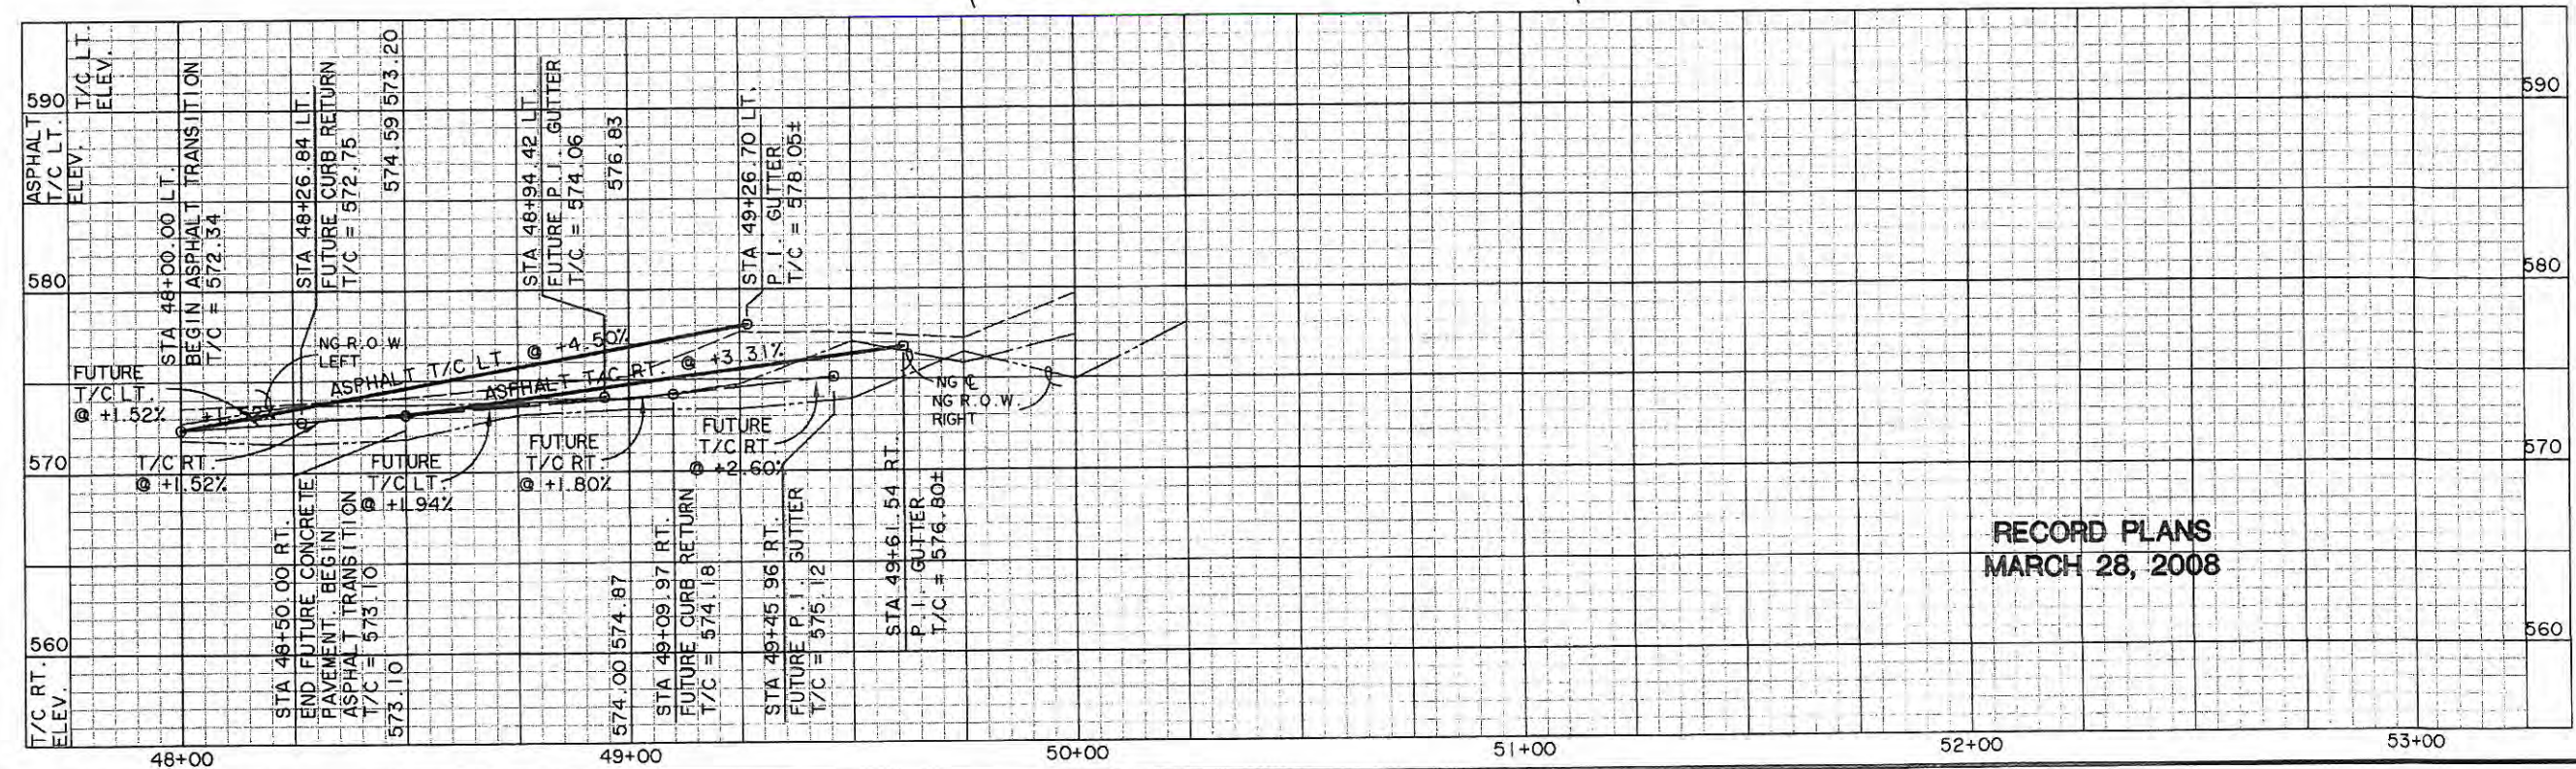 ASPHALT
T/C LT.
ELEV.
T/C LT.
ELEV.
590
580
570
560
T/C RT.
ELEV.
STA 48+00.00 LT.
BEGIN ASPHALT TRANSITION
T/C = 572.34
STA 48+26.84 LT.
FUTURE CURB RETURN
T/C = 572.75
574.59 573.20
STA 48+94.42 LT.
FUTURE P.I. GUTTER
T/C = 574.06
576.83
STA 49+26.70 LT.
P.I. GUTTER
T/C = 578.05±
NG R.O.W.
LEFT
ASPHALT T/C LT. @ +4.50%
ASPHALT T/C RT. @ +3.31%
FUTURE
T/C LT.
@ +1.52%
+1.52%
T/C RT.
@ +1.52%
FUTURE
T/C LT.
@ +1.94%
FUTURE
T/C RT.
@ +1.80%
FUTURE
T/C RT.
@ +2.60%
NG ℄
NG R.O.W.
RIGHT
STA 48+50.00 RT.
END FUTURE CONCRETE
PAVEMENT. BEGIN
ASPHALT TRANSITION
T/C = 573.10
573.10
574.00 574.87
STA 49+09.97 RT.
FUTURE CURB RETURN
T/C = 574.18
STA 49+45.96 RT.
FUTURE P.I. GUTTER
T/C = 575.12
STA 49+61.54 RT.
P.I. GUTTER
T/C = 576.80±
RECORD PLANS
MARCH 28, 2008
590
580
570
560
48+00
49+00
50+00
51+00
52+00
53+00